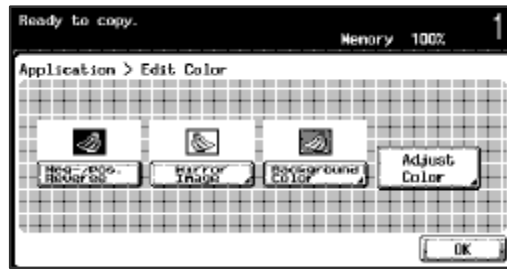 Ready to copy.
1
Memory 100%
Application > Edit Color
Neg-/Pos.
Reverse
Mirror
Image
Background
Color
Adjust
Color
OK